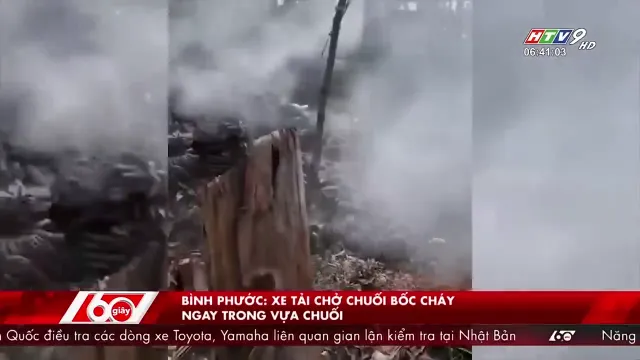 HTV9 HD
06:41:03
60 giây
BÌNH PHƯỚC: XE TẢI CHỞ CHUỐI BỐC CHÁY
NGAY TRONG VỰA CHUỐI
Quốc điều tra các dòng xe Toyota, Yamaha liên quan gian lận kiểm tra tại Nhật Bản 60 Năng